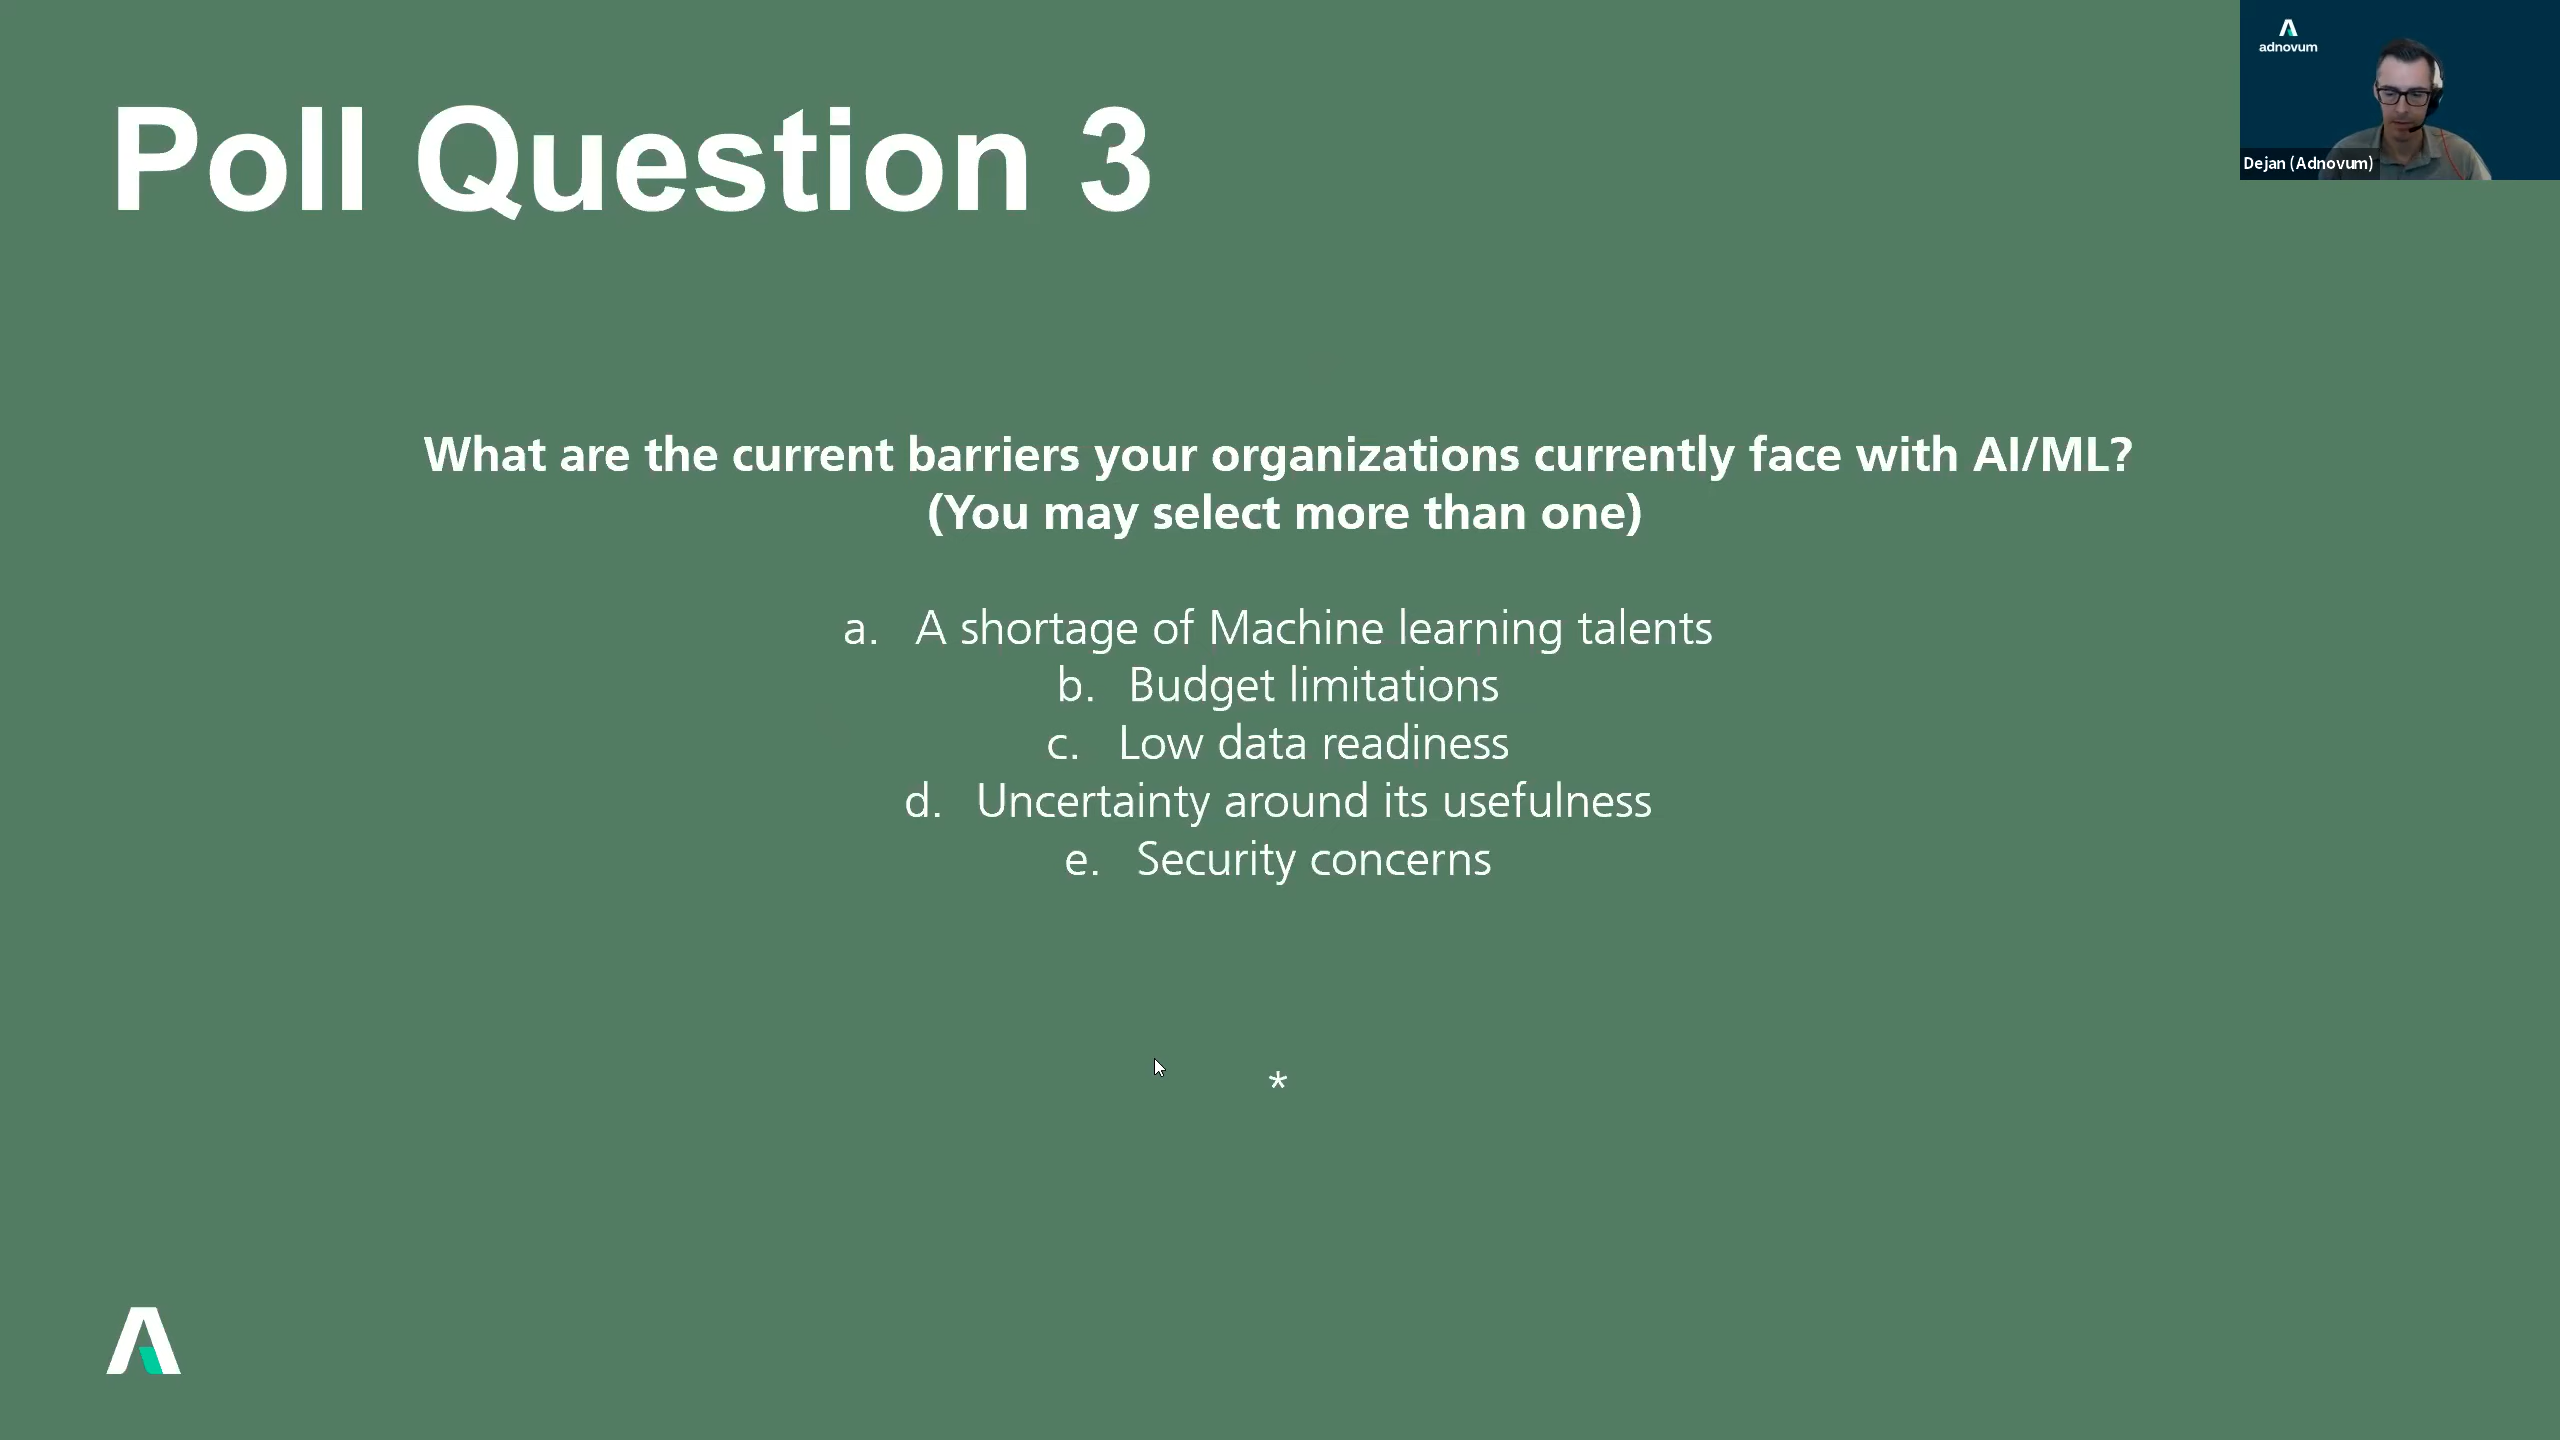 Poll Question 3
adnovum
Dejan (Adnovum)
What are the current barriers your organizations currently face with AI/ML?
(You may select more than one)
a. A shortage of Machine learning talents
b. Budget limitations
c. Low data readiness
d. Uncertainty around its usefulness
e. Security concerns
*